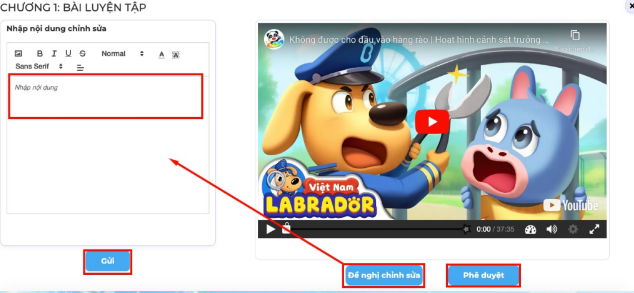 CHƯƠNG 1: BÀI LUYỆN TẬP
Nhập nội dung chỉnh sửa
B I U S Normal A
Sans Serif
Nhập nội dung
Gửi
Không được cho đầu vào hàng rào | Hoạt hình cảnh sát trưởng ...
Việt Nam
LABRADOR
YouTube
0:00 / 37:35
Đề nghị chỉnh sửa
Phê duyệt